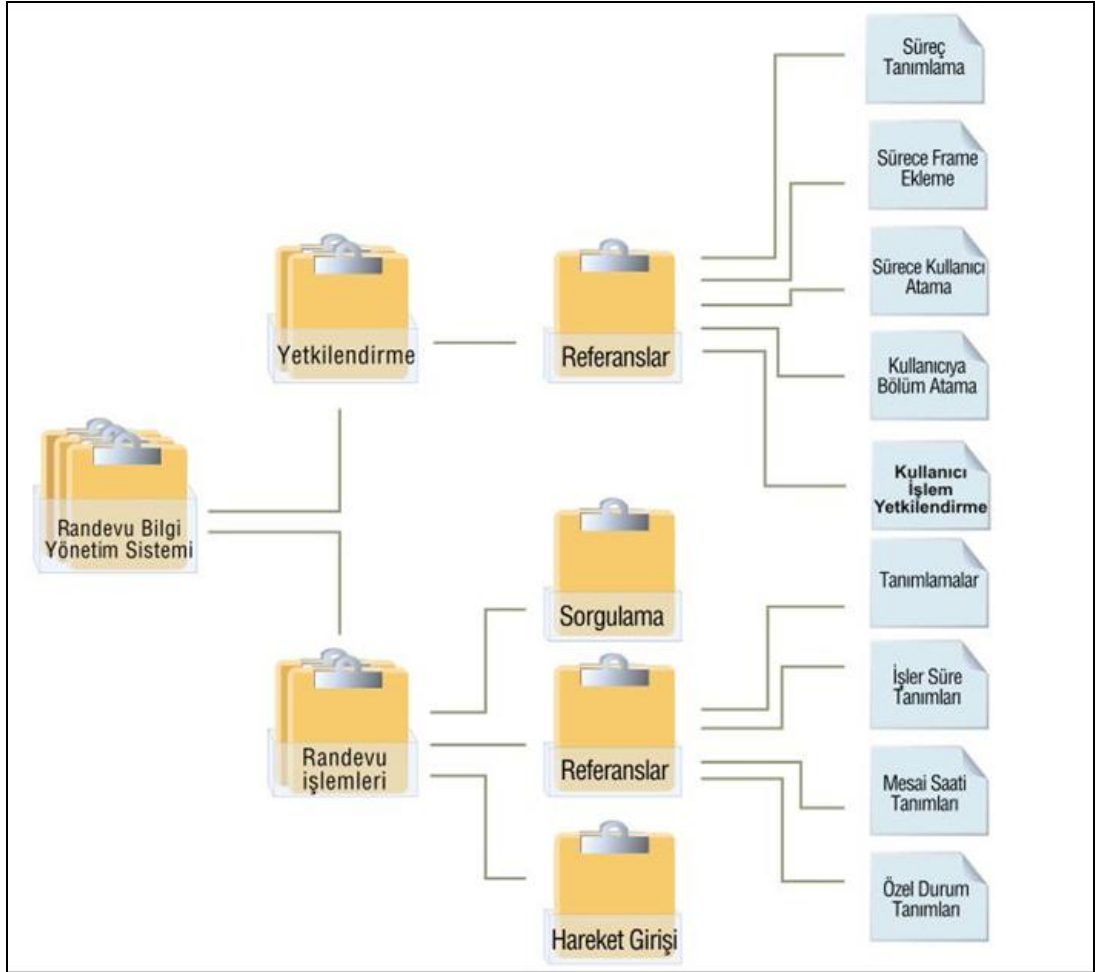 Süreç
Tanımlama
Sürece Frame
Ekleme
Sürece Kullanıcı
Atama
Yetkilendirme
Referanslar
Kullanıcıya
Bölüm Atama
Kullanıcı
İşlem
Yetkilendirme
Randevu Bilgi
Yönetim Sistemi
Sorgulama
Tanımlamalar
İşler Süre
Tanımları
Randevu
işlemleri
Referanslar
Mesai Saati
Tanımları
Hareket Girişi
Özel Durum
Tanımları